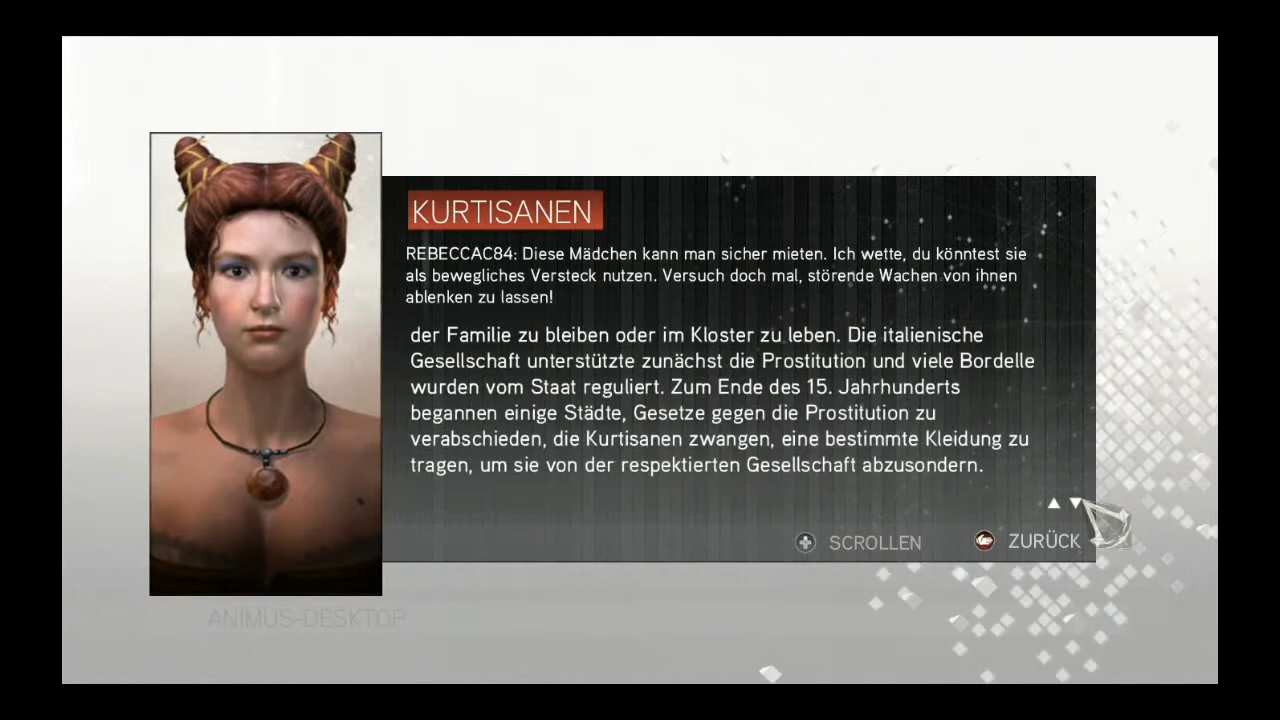 KURTISANEN
REBECCAC84: Diese Mädchen kann man sicher mieten. Ich wette, du könntest sie
als bewegliches Versteck nutzen. Versuch doch mal, störende Wachen von ihnen
ablenken zu lassen!
der Familie zu bleiben oder im Kloster zu leben. Die italienische
Gesellschaft unterstützte zunächst die Prostitution und viele Bordelle
wurden vom Staat reguliert. Zum Ende des 15. Jahrhunderts
begannen einige Städte, Gesetze gegen die Prostitution zu
verabschieden, die Kurtisanen zwangen, eine bestimmte Kleidung zu
tragen, um sie von der respektierten Gesellschaft abzusondern.
SCROLLEN ZURÜCK
ANIMUS-DESKTOP